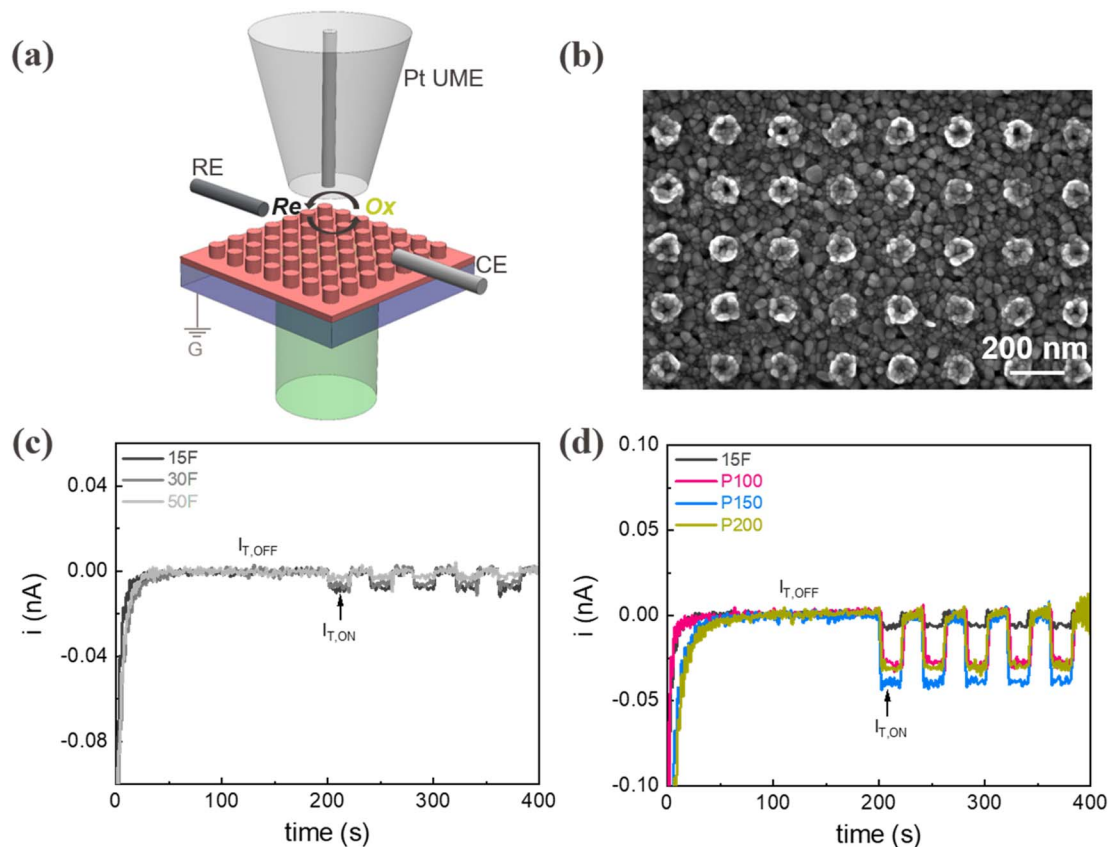 (a)
Pt UME
RE
Re
Ox
CE
G
(b)
200 nm
(c)
15F
30F
50F
I_T,OFF
I_T,ON
0.04
0.00
-0.04
-0.08
i (nA)
0
100
200
300
400
time (s)
(d)
15F
P100
P150
P200
I_T,OFF
I_T,ON
0.10
0.05
0.00
-0.05
-0.10
i (nA)
0
100
200
300
400
time (s)